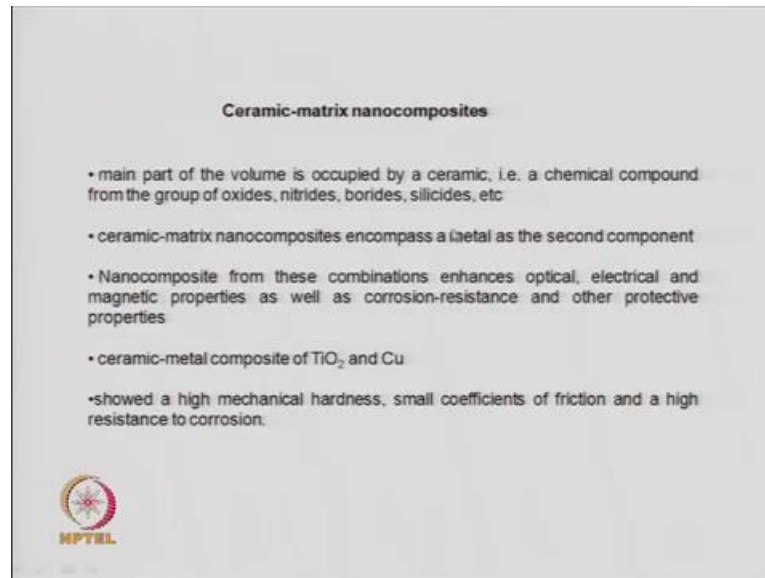 Ceramic-matrix nanocomposites
• main part of the volume is occupied by a ceramic, i.e. a chemical compound
from the group of oxides, nitrides, borides, silicides, etc
• ceramic-matrix nanocomposites encompass a metal as the second component
• Nanocomposite from these combinations enhances optical, electrical and
magnetic properties as well as corrosion-resistance and other protective
properties
• ceramic-metal composite of TiO₂ and Cu
•showed a high mechanical hardness, small coefficients of friction and a high
resistance to corrosion.
NPTEL